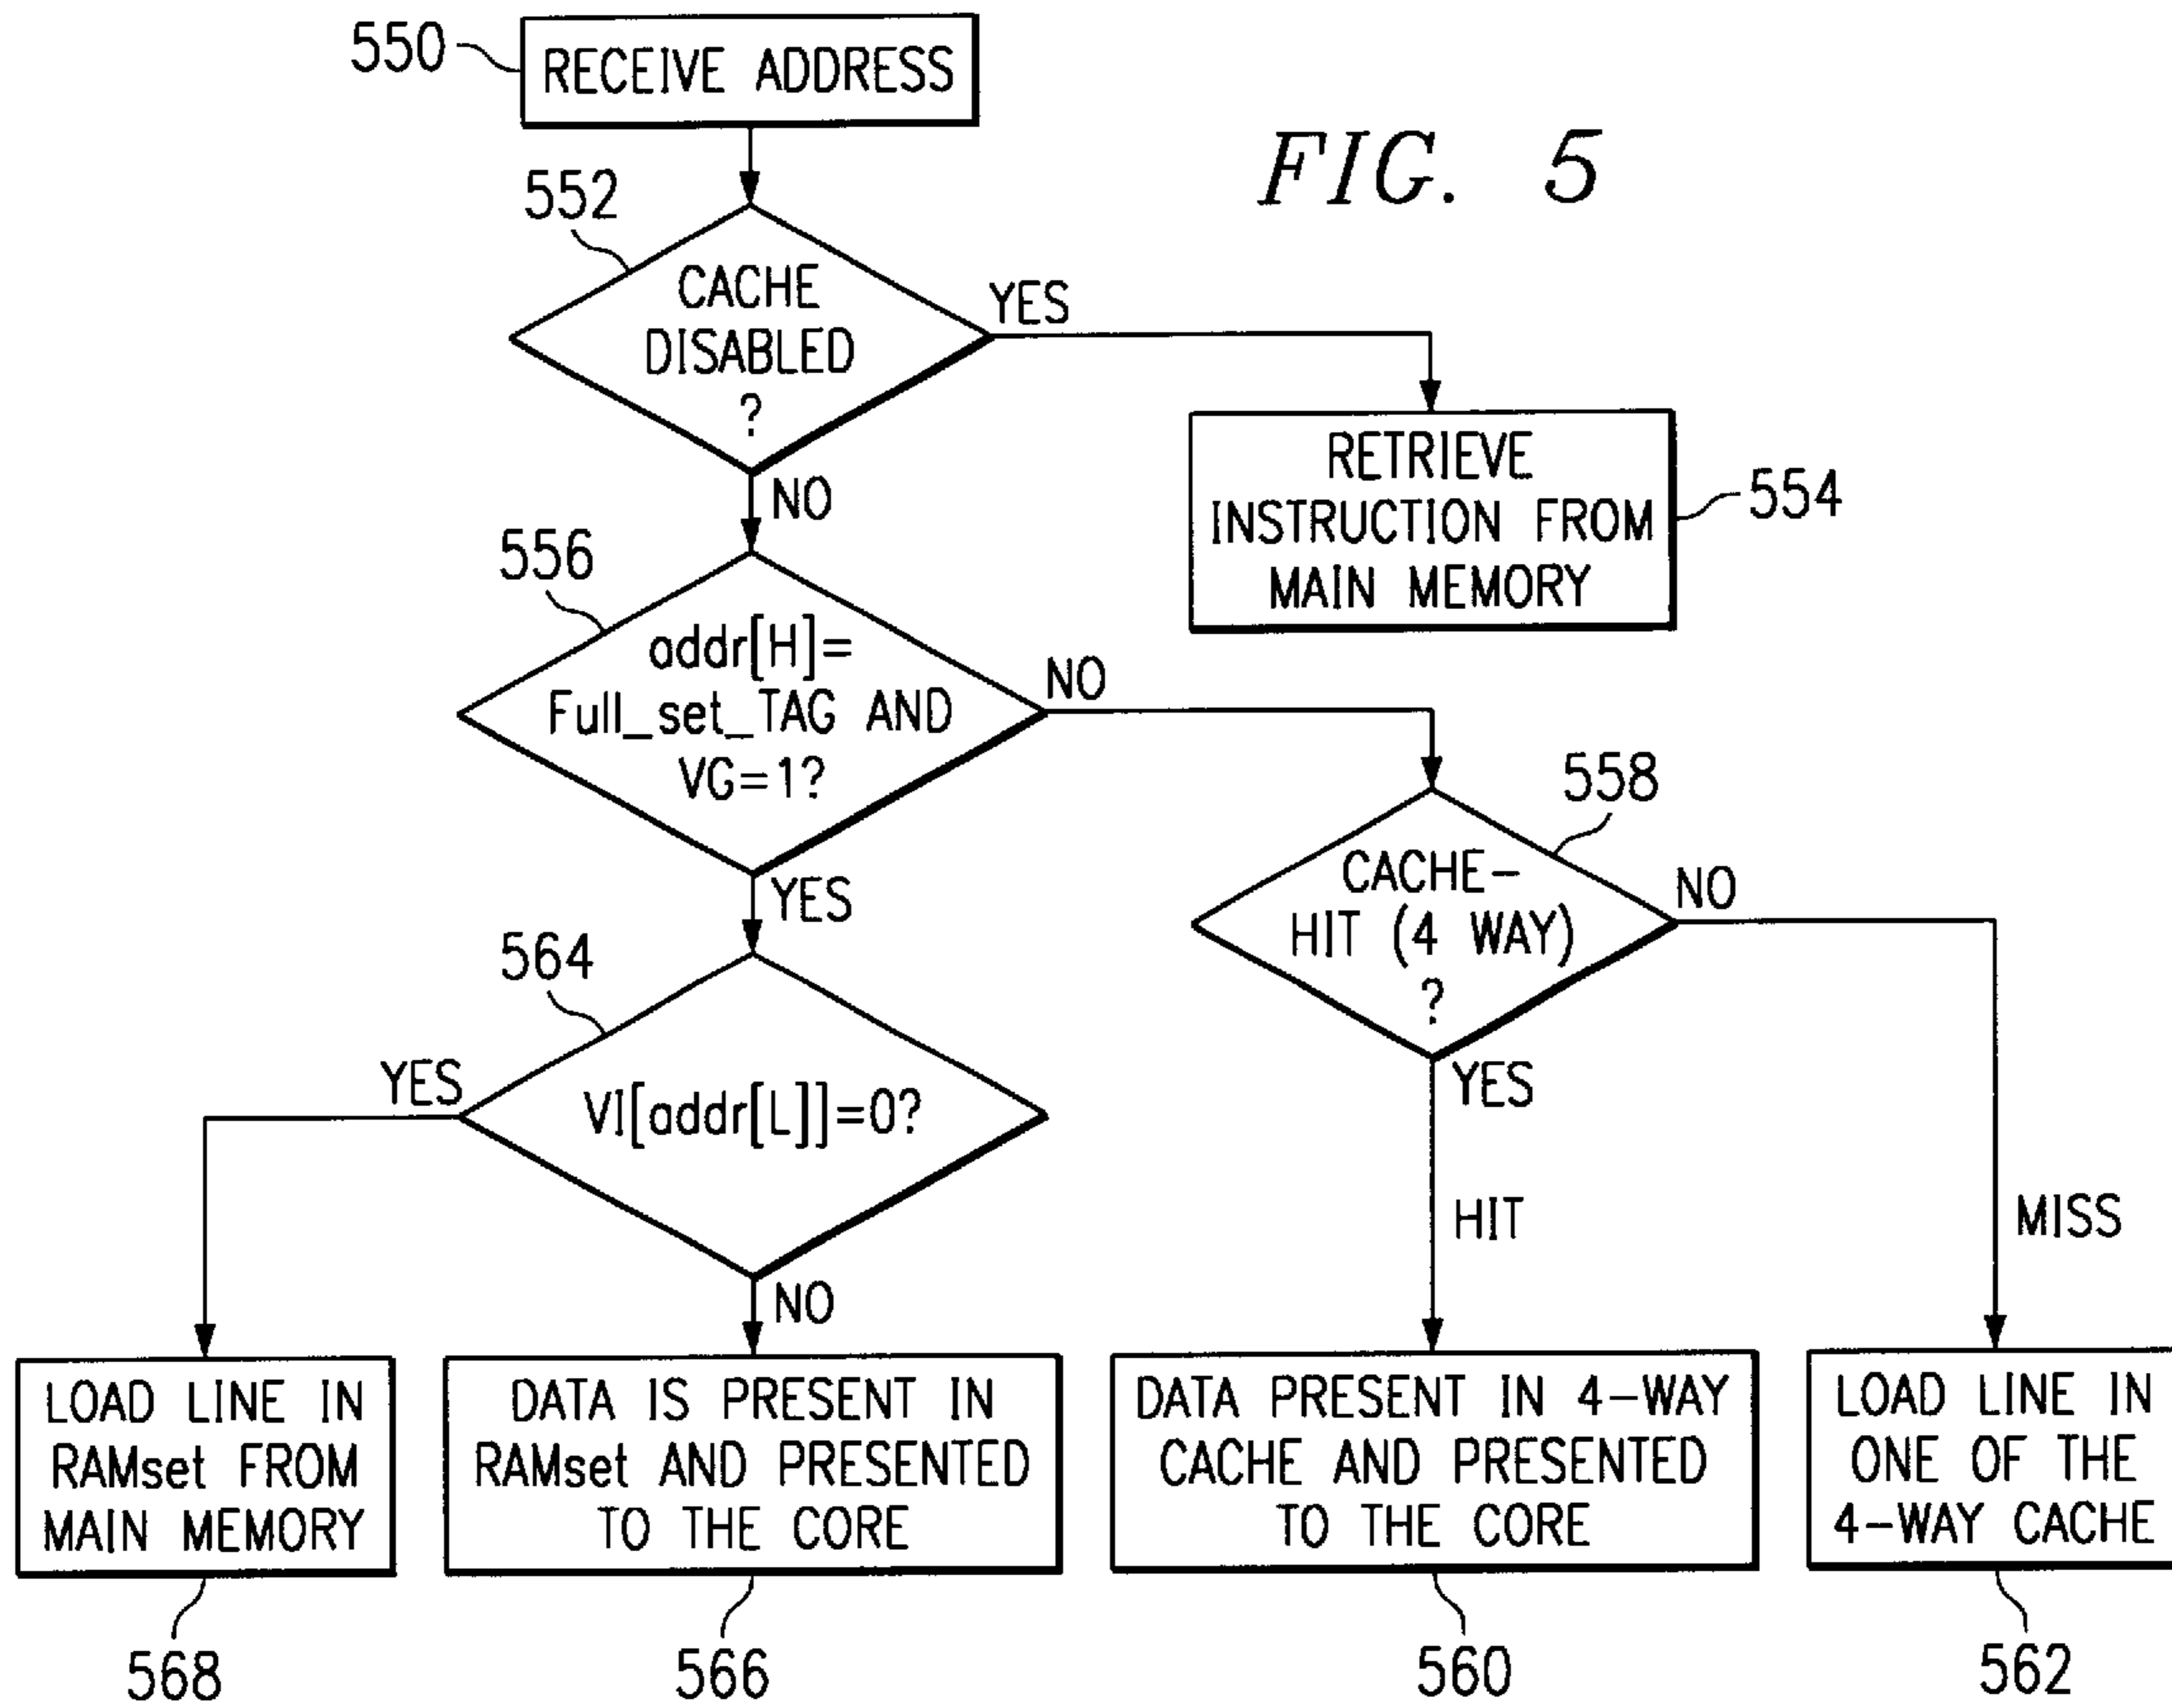 550
RECEIVE ADDRESS
FIG. 5
552
CACHE
DISABLED
?
YES
NO
RETRIEVE
INSTRUCTION FROM
MAIN MEMORY
554
556
addr[H]=
Full_set_TAG AND
VG=1?
NO
YES
558
CACHE-
HIT (4 WAY)
?
NO
YES
HIT
MISS
564
VI[addr[L]]=0?
YES
NO
LOAD LINE IN
RAMset FROM
MAIN MEMORY
DATA IS PRESENT IN
RAMset AND PRESENTED
TO THE CORE
DATA PRESENT IN 4-WAY
CACHE AND PRESENTED
TO THE CORE
LOAD LINE IN
ONE OF THE
4-WAY CACHE
568
566
560
562